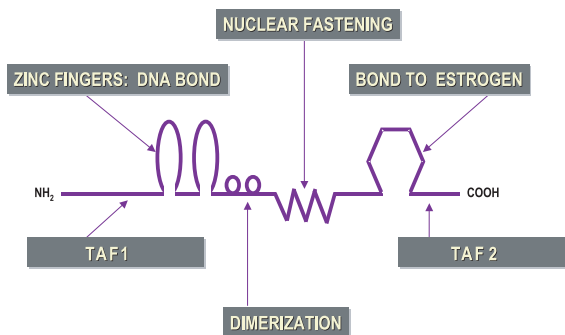 NUCLEAR FASTENING
ZINC FINGERS: DNA BOND
BOND TO ESTROGEN
NH2
COOH
TAF1
TAF 2
DIMERIZATION